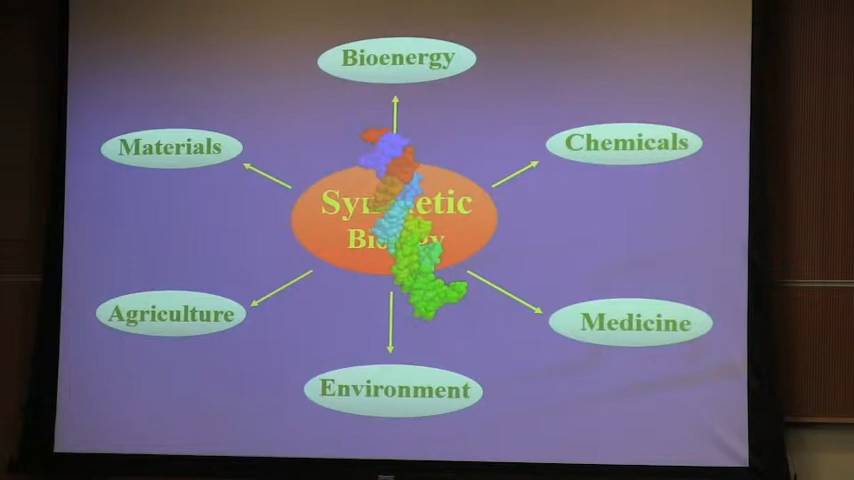 Bioenergy
Materials
Chemicals
Agriculture
Medicine
Environment